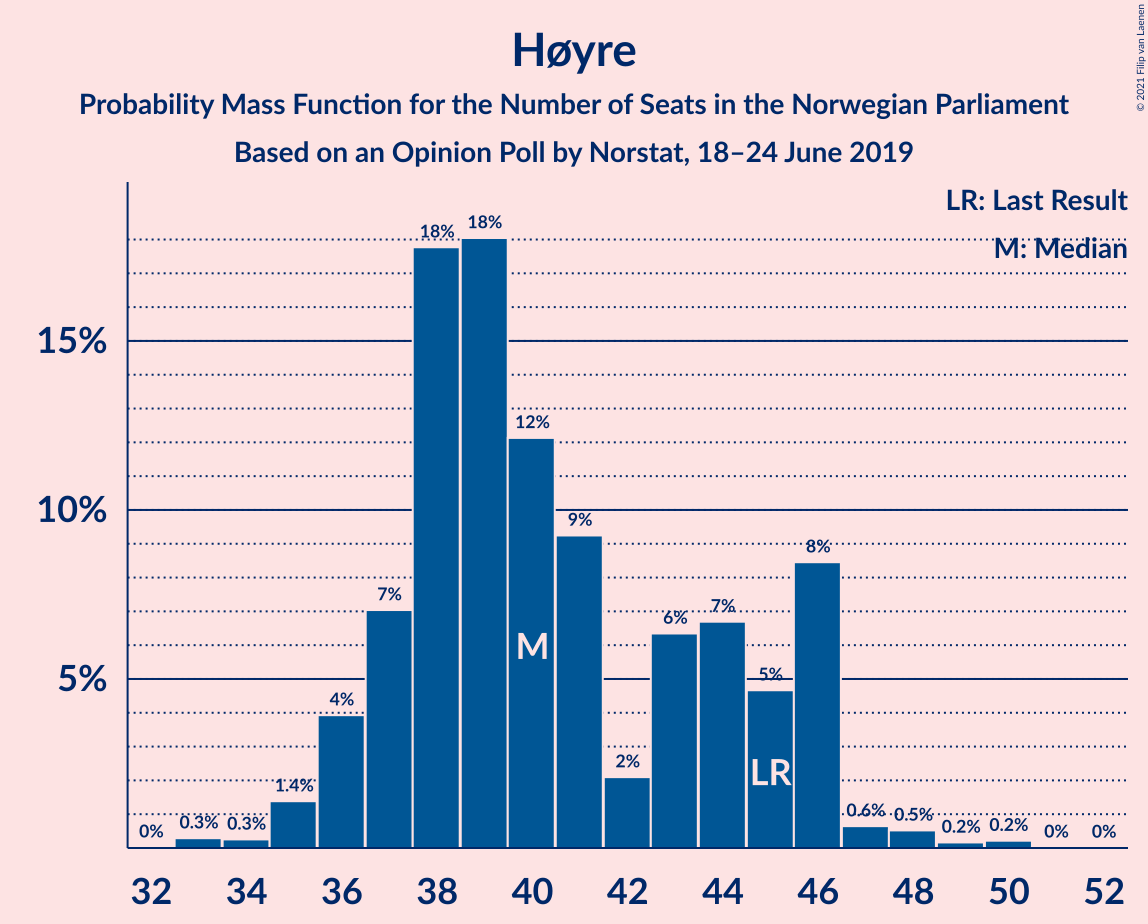 Høyre
Probability Mass Function for the Number of Seats in the Norwegian Parliament
Based on an Opinion Poll by Norstat, 18–24 June 2019
© 2021 Filip van Laenen
LR: Last Result
M: Median
15%
10%
5%
0%
0.3%
0.3%
1.4%
4%
7%
18%
18%
12%
9%
2%
6%
7%
5%
8%
0.6%
0.5%
0.2%
0.2%
0%
0%
M
LR
32 34 36 38 40 42 44 46 48 50 52